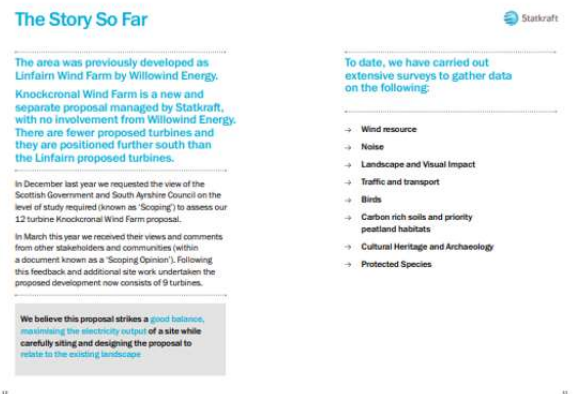 The Story So Far
Statkraft
The area was previously developed as
Linfairn Wind Farm by Willowind Energy.
Knockcronal Wind Farm is a new and
separate proposal managed by Statkraft,
with no involvement from Willowind Energy.
There are fewer proposed turbines and
they are positioned further south than
the Linfairn proposed turbines.
In December last year we requested the view of the
Scottish Government and South Ayrshire Council on the
level of study required (known as 'Scoping') to assess our
12 turbine Knockcronal Wind Farm proposal.
In March this year we received their views and comments
from other stakeholders and communities (within
a document known as a 'Scoping Opinion'). Following
this feedback and additional site work undertaken the
proposed development now consists of 9 turbines.
We believe this proposal strikes a good balance,
maximising the electricity output of a site while
carefully siting and designing the proposal to
relate to the existing landscape
To date, we have carried out
extensive surveys to gather data
on the following:
→ Wind resource
→ Noise
→ Landscape and Visual Impact
→ Traffic and transport
→ Birds
→ Carbon rich soils and priority
peatland habitats
→ Cultural Heritage and Archaeology
→ Protected Species